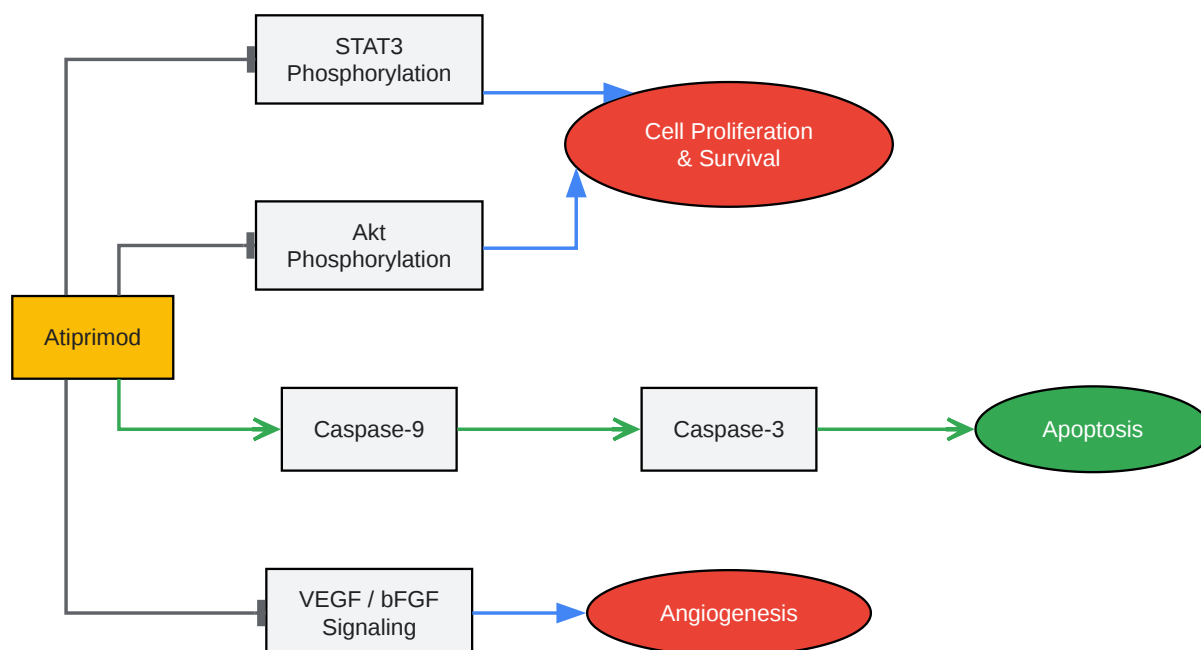 STAT3
Phosphorylation
Cell Proliferation
& Survival
Akt
Phosphorylation
Atiprimod
Caspase-9
Caspase-3
Apoptosis
VEGF / bFGF
Signaling
Angiogenesis